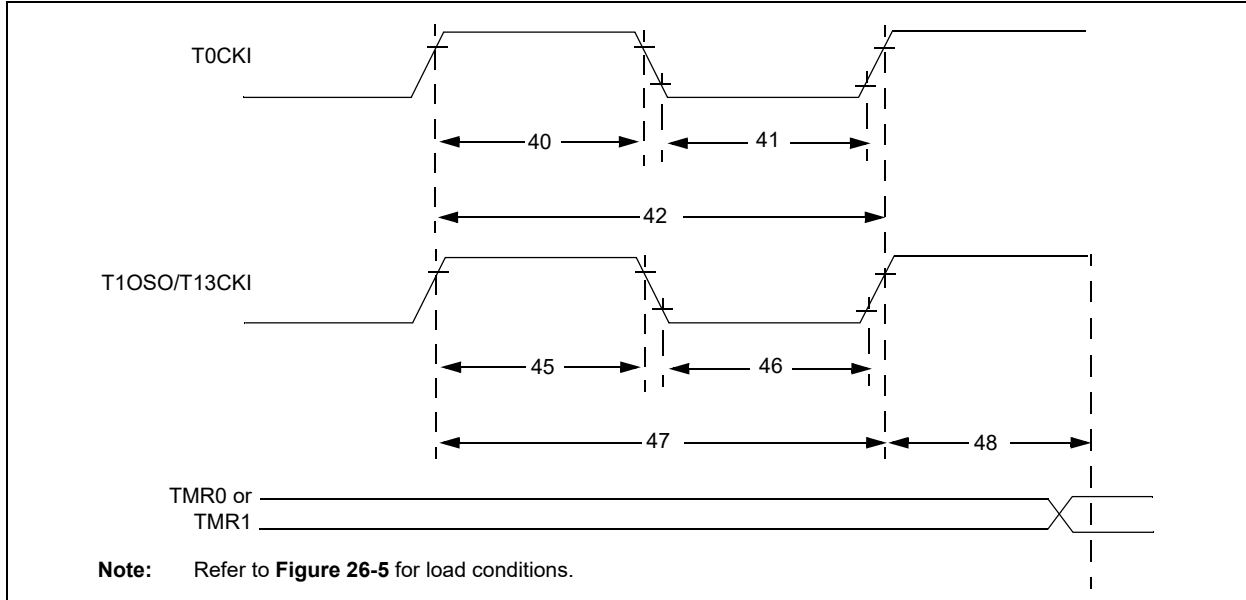 T0CKI
40
41
42
T1OSO/T13CKI
45
46
47
48
TMR0 or
TMR1
Note: Refer to Figure 26-5 for load conditions.